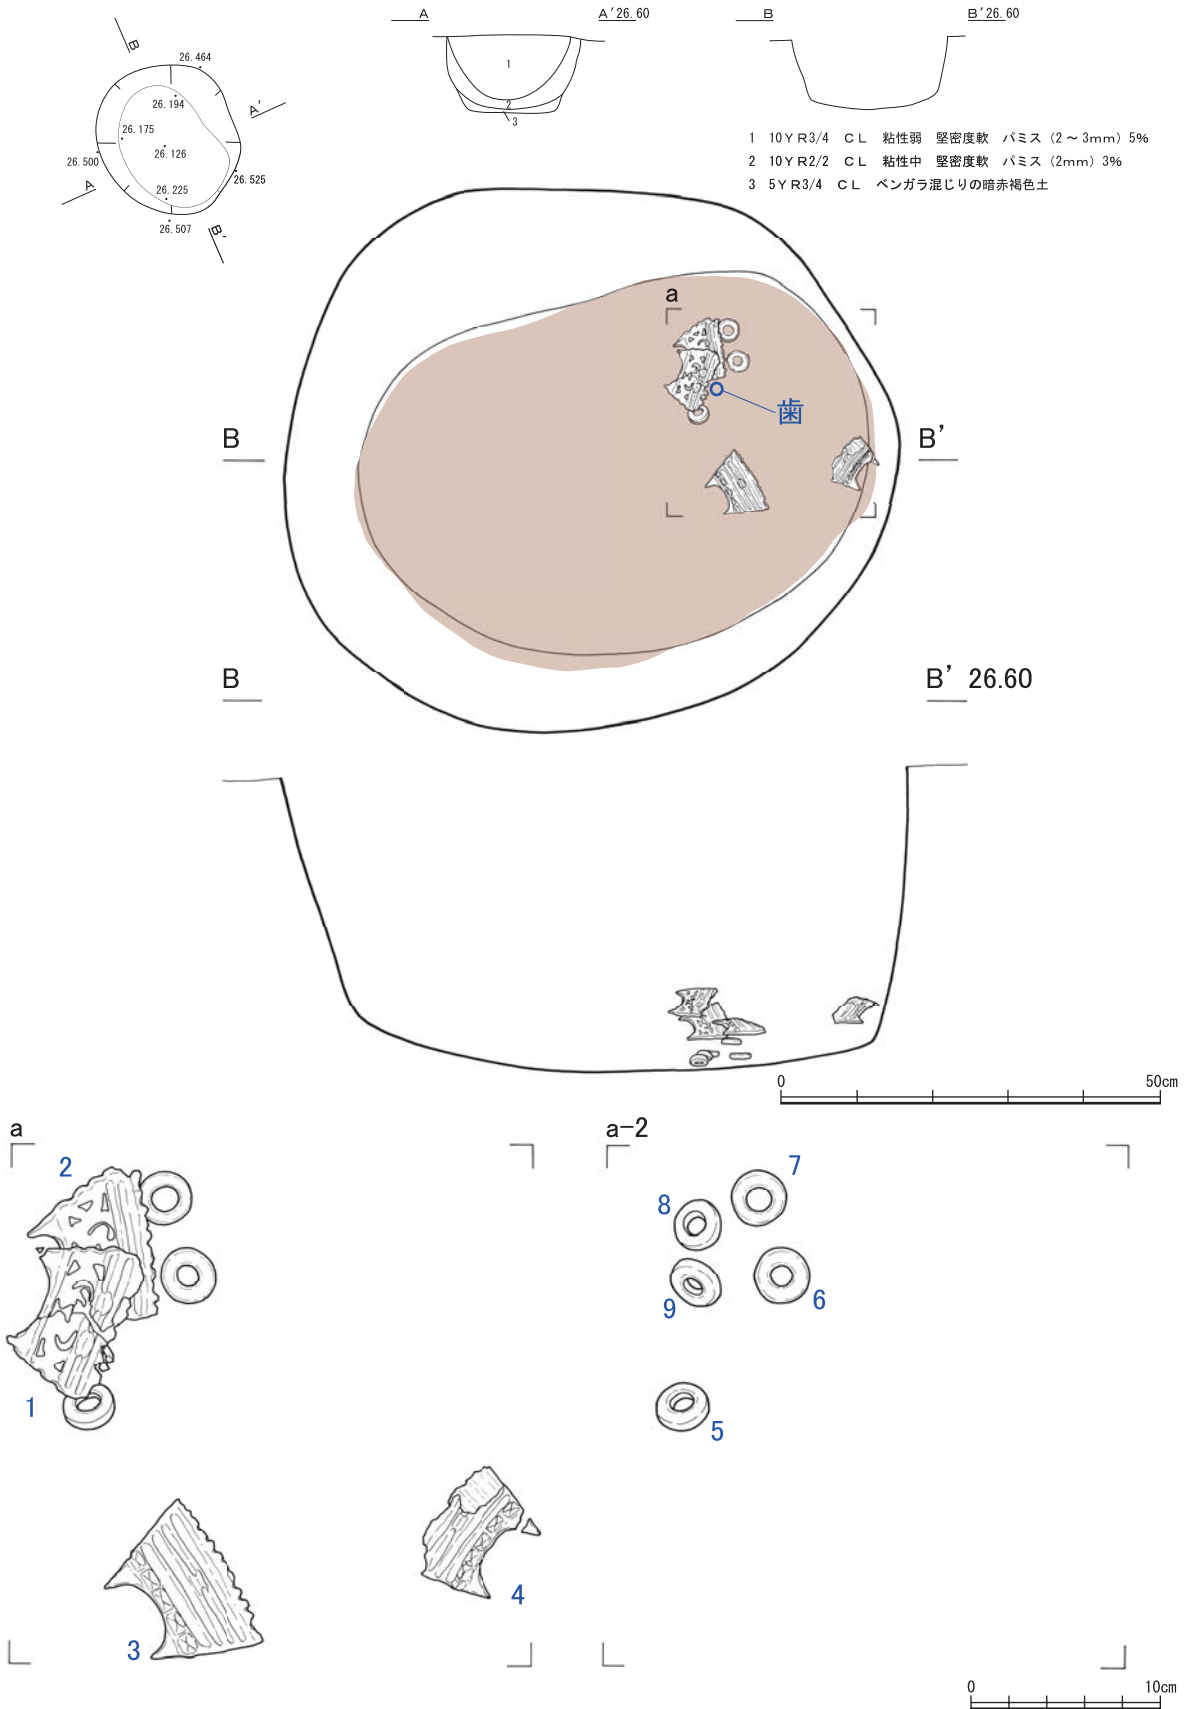 A A'26.60 B B'26.60
B
26.464
A'
26.194
26.175
26.126
26.500
26.525
A
26.225
26.507
B'
1
2
3
1 10YR3/4 CL 粘性弱 堅密度軟 パミス（2～3mm）5%
2 10YR2/2 CL 粘性中 堅密度軟 パミス（2mm）3%
3 5YR3/4 CL ベンガラ混じりの暗赤褐色土
a
歯
B B'
B B' 26.60
0 50cm
a
2
1
3
4
a-2
7
8
6
9
5
0 10cm